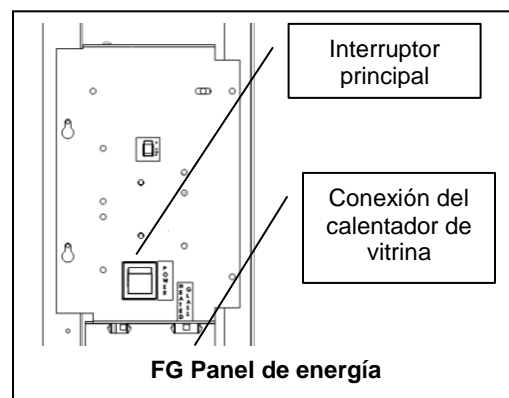 Interruptor
principal
Conexión del
calentador de
vitrina
POWER
HEATED
GLASS
FG Panel de energía